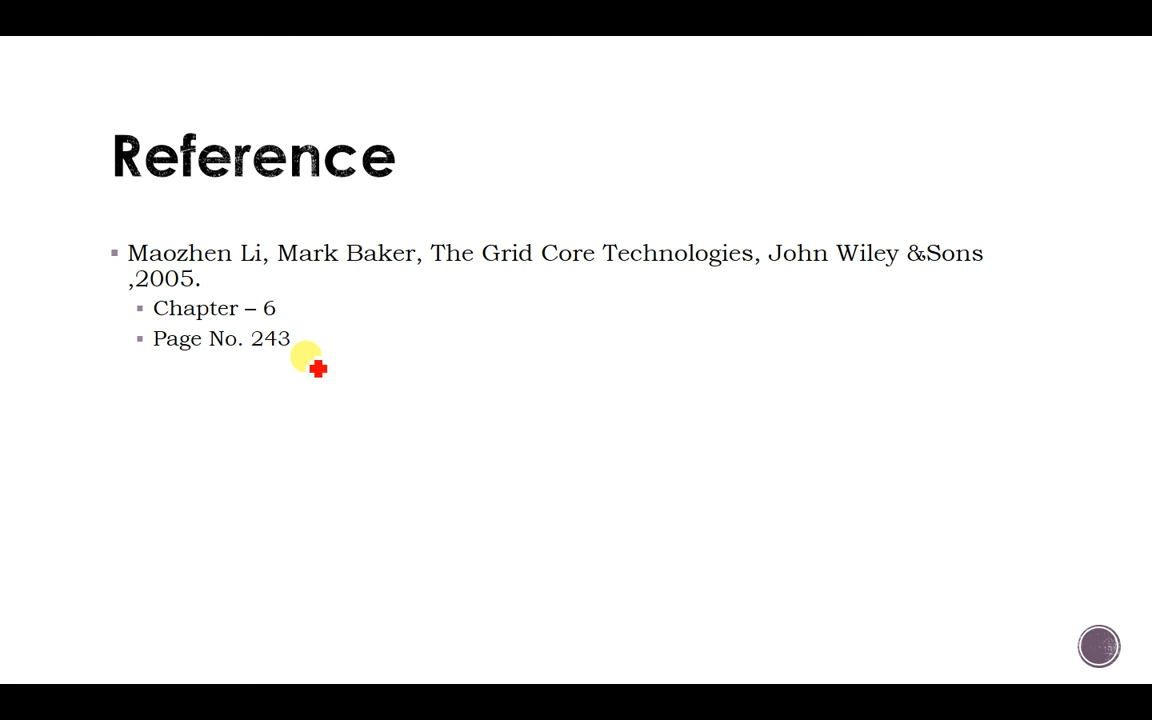 Reference
Maozhen Li, Mark Baker, The Grid Core Technologies, John Wiley &Sons
,2005.
Chapter – 6
Page No. 243